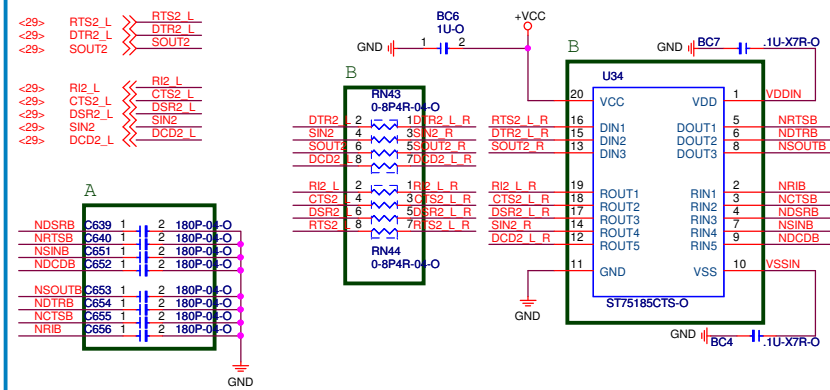 <29> RTS2_L RTS2_L
<29> DTR2_L DTR2_L
<29> SOUT2 SOUT2
<29> RI2_L RI2_L
<29> CTS2_L CTS2_L
<29> DSR2_L DSR2_L
<29> SIN2 SIN2
<29> DCD2_L DCD2_L
A
NDSRB C639 1 2 180P-04-O
NRTSB C640 1 2 180P-04-O
NSINB C651 1 2 180P-04-O
NDCDB C652 1 2 180P-04-O
NSOUTB C653 1 2 180P-04-O
NDTRB C654 1 2 180P-04-O
NCTSB C655 1 2 180P-04-O
NRIB C656 1 2 180P-04-O
GND
BC6
1U-O
GND 1 2
+VCC
B
RN43
0-8P4R-04-O
DTR2_L 2 1 DTR2_L_R
SIN2 4 3 SIN2_R
SOUT2 6 5 SOUT2_R
DCD2_L 8 7 DCD2_L_R
RI2_L 2 1 RI2_L_R
CTS2_L 4 3 CTS2_L_R
DSR2_L 6 5 DSR2_L_R
RTS2_L 8 7 RTS2_L_R
RN44
0-8P4R-04-O
B
GND BC7 .1U-X7R-O
U34
20 VCC VDD 1 VDDIN
RTS2_L_R 16 DIN1 DOUT1 5 NRTSB
DTR2_L_R 15 DIN2 DOUT2 6 NDTRB
SOUT2_R 13 DIN3 DOUT3 8 NSOUTB
RI2_L_R 19 ROUT1 RIN1 2 NRIB
CTS2_L_R 18 ROUT2 RIN2 3 NCTSB
DSR2_L_R 17 ROUT3 RIN3 4 NDSRB
SIN2_R 14 ROUT4 RIN4 7 NSINB
DCD2_L_R 12 ROUT5 RIN5 9 NDCDB
11 GND VSS 10 VSSIN
ST75185CTS-O
GND
GND BC4 .1U-X7R-O